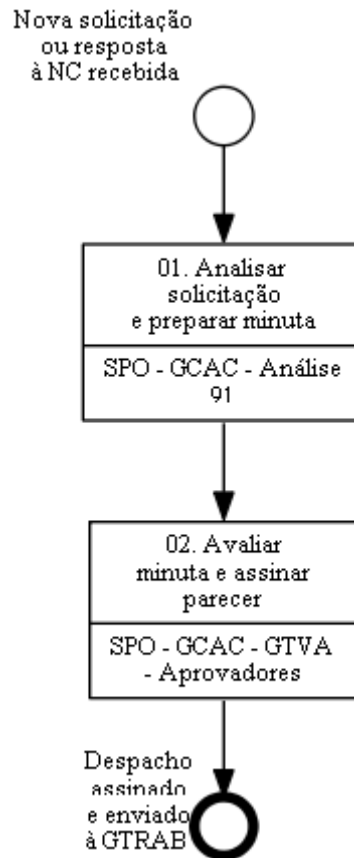 Nova solicitação
ou resposta
à NC recebida
01. Analisar
solicitação
e preparar minuta
SPO - GCAC - Análise
91
02. Avaliar
minuta e assinar
parecer
SPO - GCAC - GTVA
- Aprovadores
Despacho
assinado
e enviado
à GTRAB